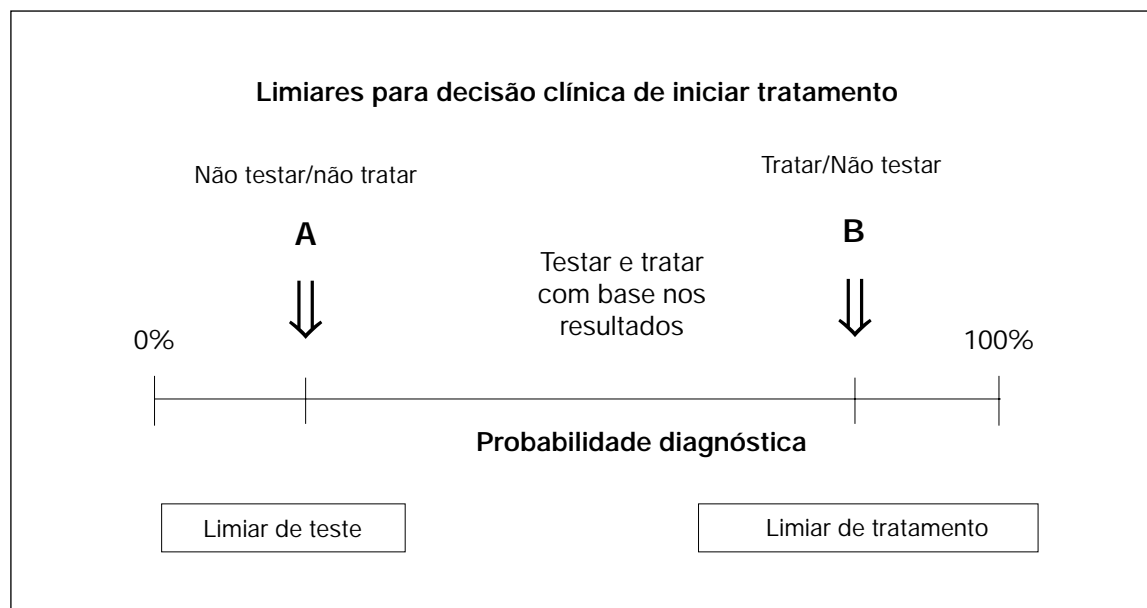 Limiares para decisão clínica de iniciar tratamento
Não testar/não tratar
Tratar/Não testar
A
B
Testar e tratar
com base nos
resultados
0%
100%
Probabilidade diagnóstica
Limiar de teste
Limiar de tratamento